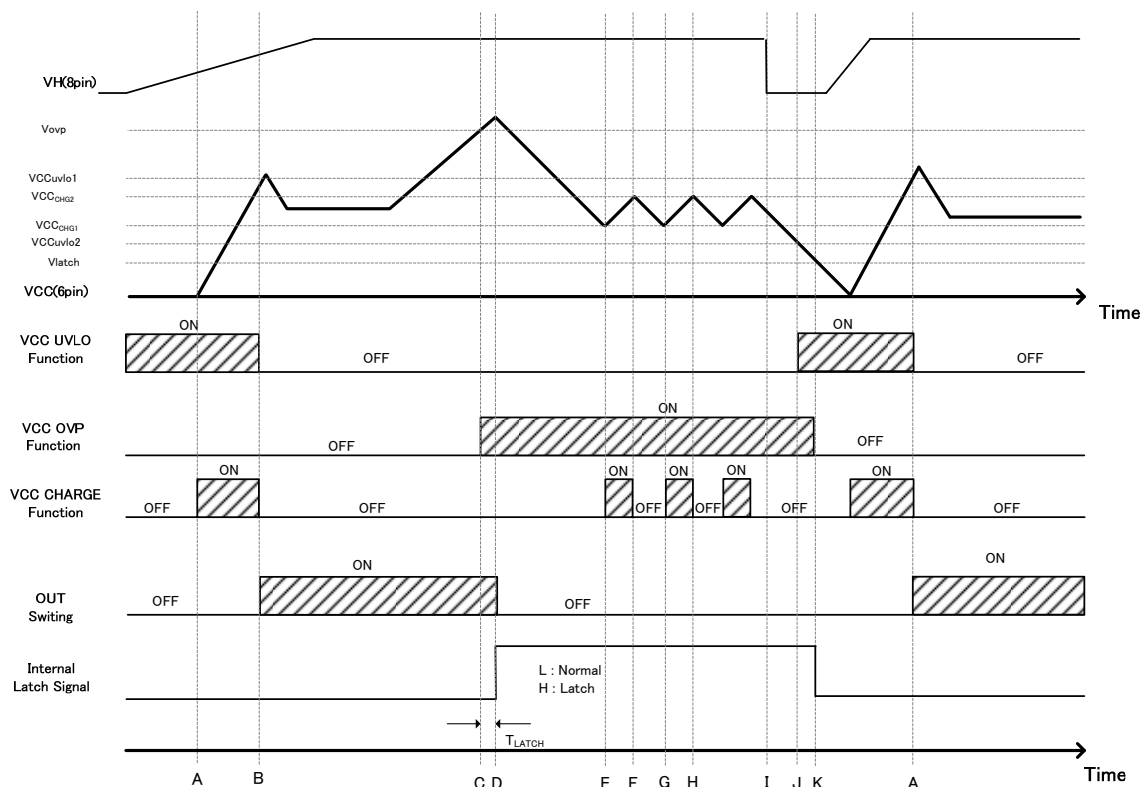 VH(8pin)
Vovp
VCCuvlo1
VCCCHG2
VCCCHG1
VCCuvlo2
Vlatch
VCC(6pin)
Time
VCC UVLO
Function
ON
OFF
ON
OFF
VCC OVP
Function
OFF
ON
OFF
VCC CHARGE
Function
OFF
ON
OFF
ON
OFF
ON
OFF
ON
OFF
ON
OFF
OUT
Switing
OFF
ON
OFF
ON
Internal
Latch Signal
L : Normal
H : Latch
TLATCH
Time
A B C D E F G H I J K A